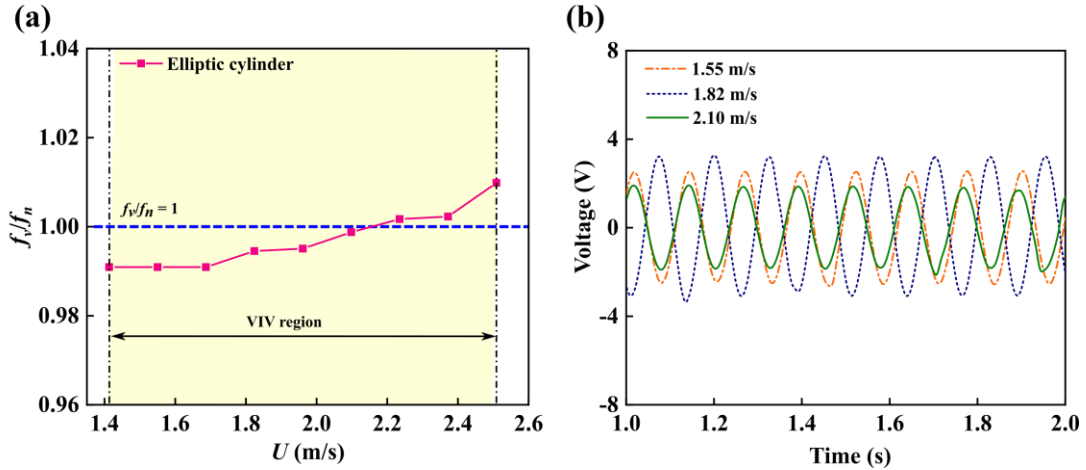 (a)
1.04
1.02
1.00
0.98
0.96
fv/fn
Elliptic cylinder
fv/fn = 1
VIV region
1.4 1.6 1.8 2.0 2.2 2.4 2.6
U (m/s)
(b)
8
4
0
-4
-8
Voltage (V)
1.55 m/s
1.82 m/s
2.10 m/s
1.0 1.2 1.4 1.6 1.8 2.0
Time (s)